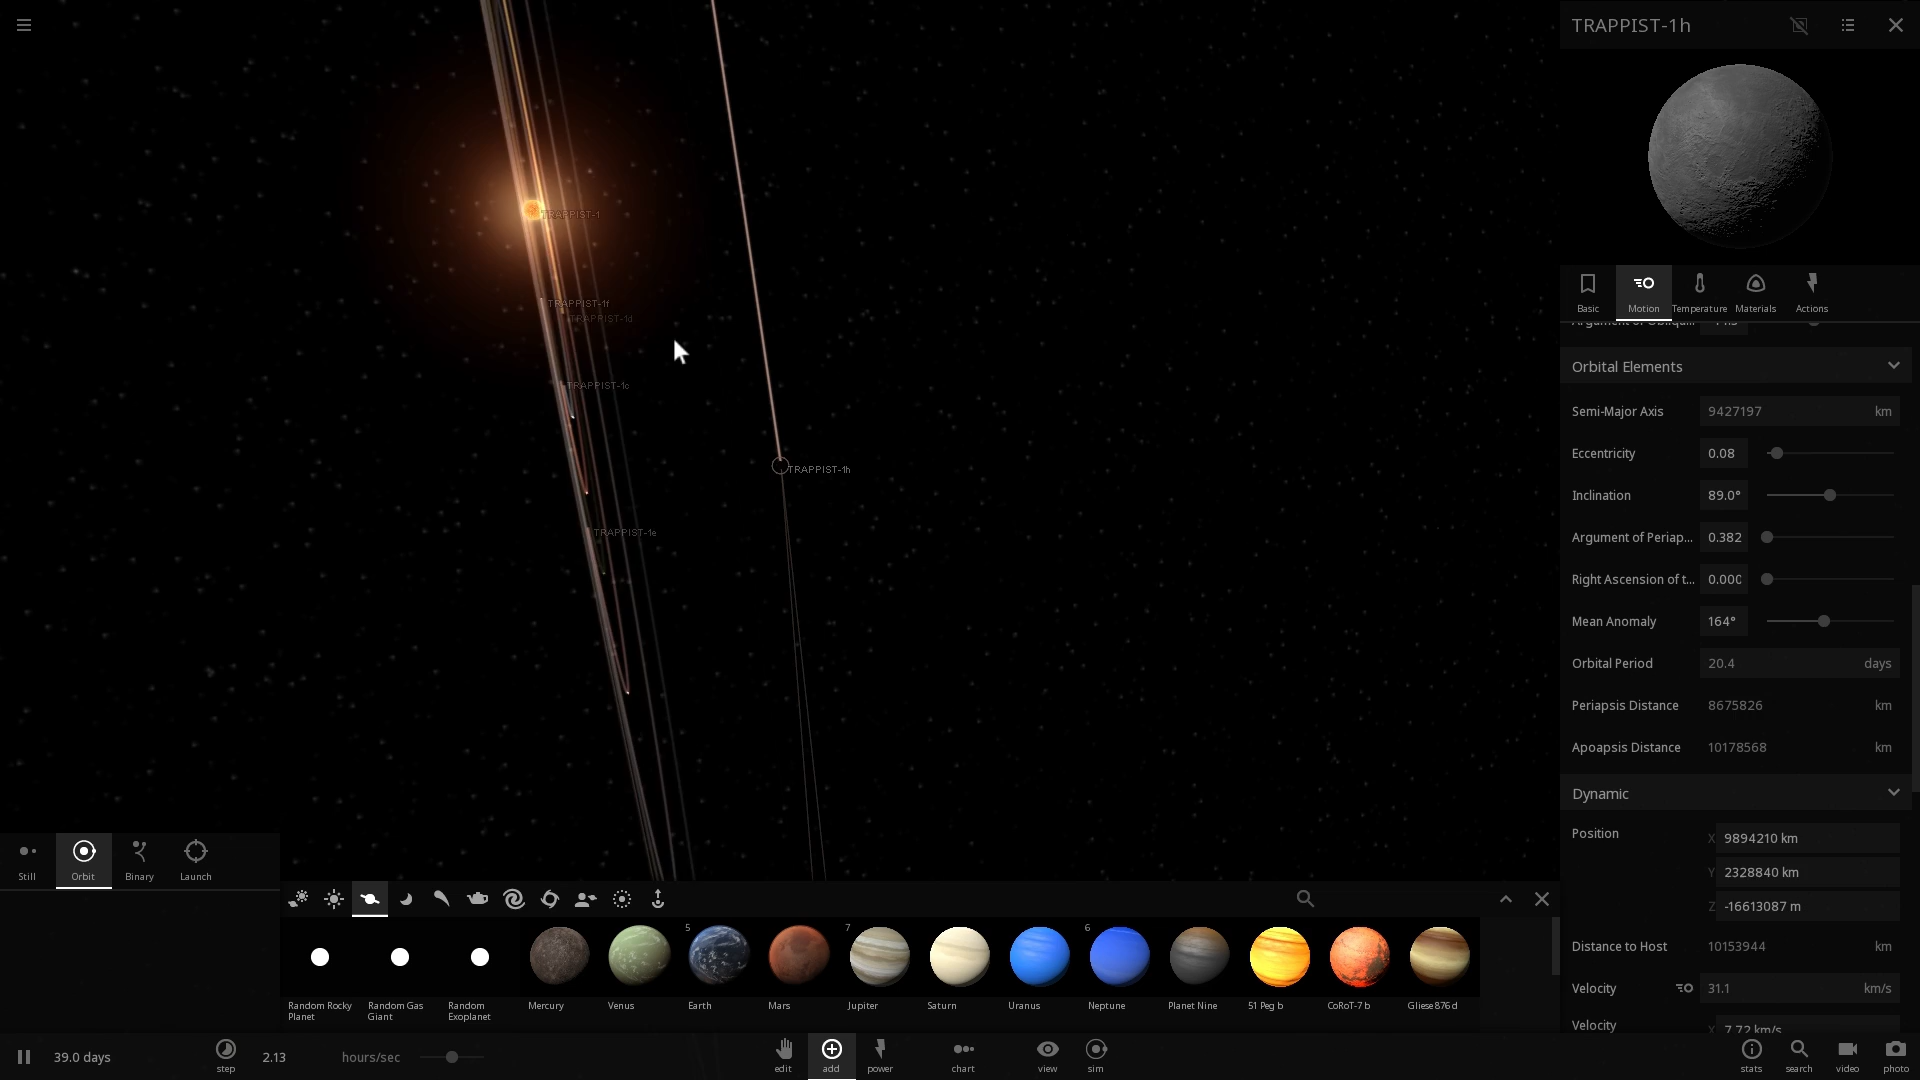 TRAPPIST-1h
TRAPPIST-1
TRAPPIST-1f
TRAPPIST-1d
TRAPPIST-1c
TRAPPIST-1h
TRAPPIST-1e
Basic
Motion
Temperature
Materials
Actions
Orbital Elements
Semi-Major Axis 9427197 km
Eccentricity 0.08
Inclination 89.0°
Argument of Periap... 0.382
Right Ascension of t... 0.000
Mean Anomaly 164°
Orbital Period 20.4 days
Periapsis Distance 8675826 km
Apoapsis Distance 10178568 km
Dynamic
Position X 9894210 km
Y 2328840 km
Z -16613087 m
Distance to Host 10153944 km
Velocity 31.1 km/s
Velocity X 7.72 km/s
Still Orbit Binary Launch
5 7 6
Random Rocky Planet
Random Gas Giant
Random Exoplanet
Mercury
Venus
Earth
Mars
Jupiter
Saturn
Uranus
Neptune
Planet Nine
51 Peg b
CoRoT-7 b
Gliese 876 d
39.0 days
step
2.13 hours/sec
edit
add
power
chart
view
sim
stats
search
video
photo